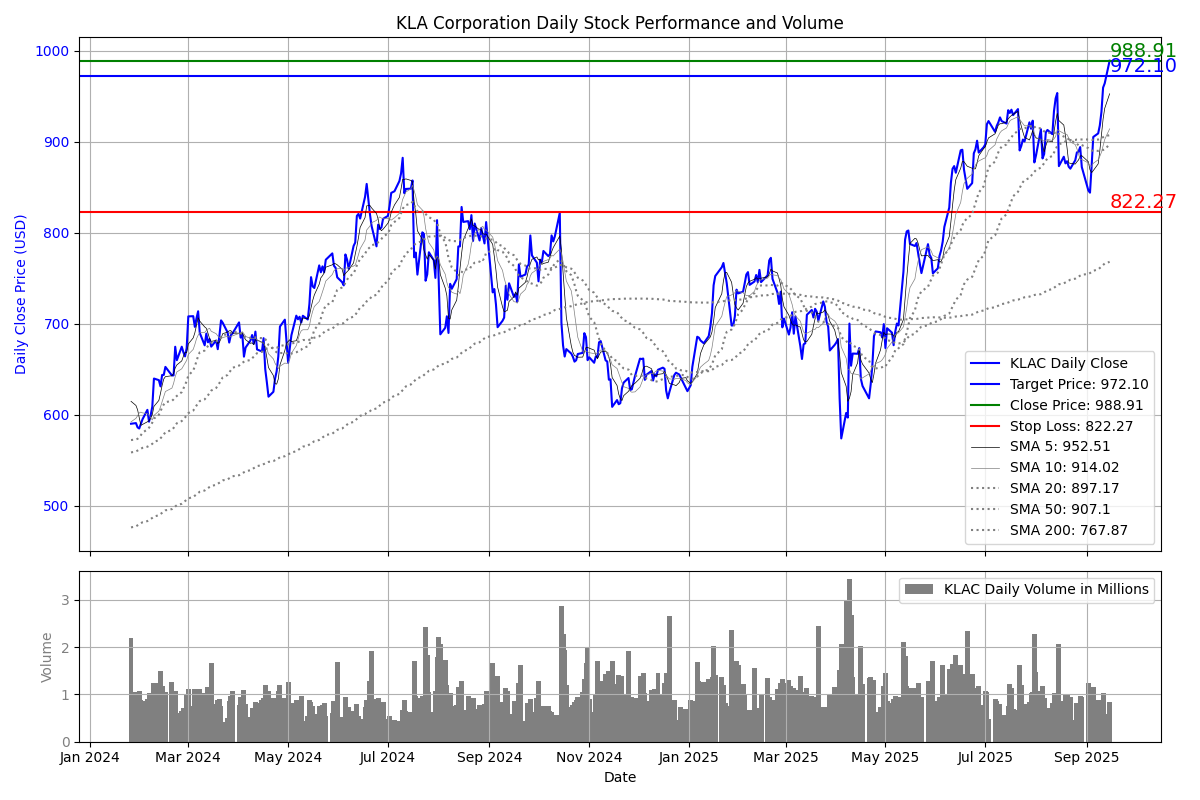 KLA Corporation Daily Stock Performance and Volume
1000
900
800
700
600
500
Daily Close Price (USD)
988.91
972.10
822.27
KLAC Daily Close
Target Price: 972.10
Close Price: 988.91
Stop Loss: 822.27
SMA 5: 952.51
SMA 10: 914.02
SMA 20: 897.17
SMA 50: 907.1
SMA 200: 767.87
3
2
1
0
Volume
KLAC Daily Volume in Millions
Jan 2024 Mar 2024 May 2024 Jul 2024 Sep 2024 Nov 2024 Jan 2025 Mar 2025 May 2025 Jul 2025 Sep 2025
Date